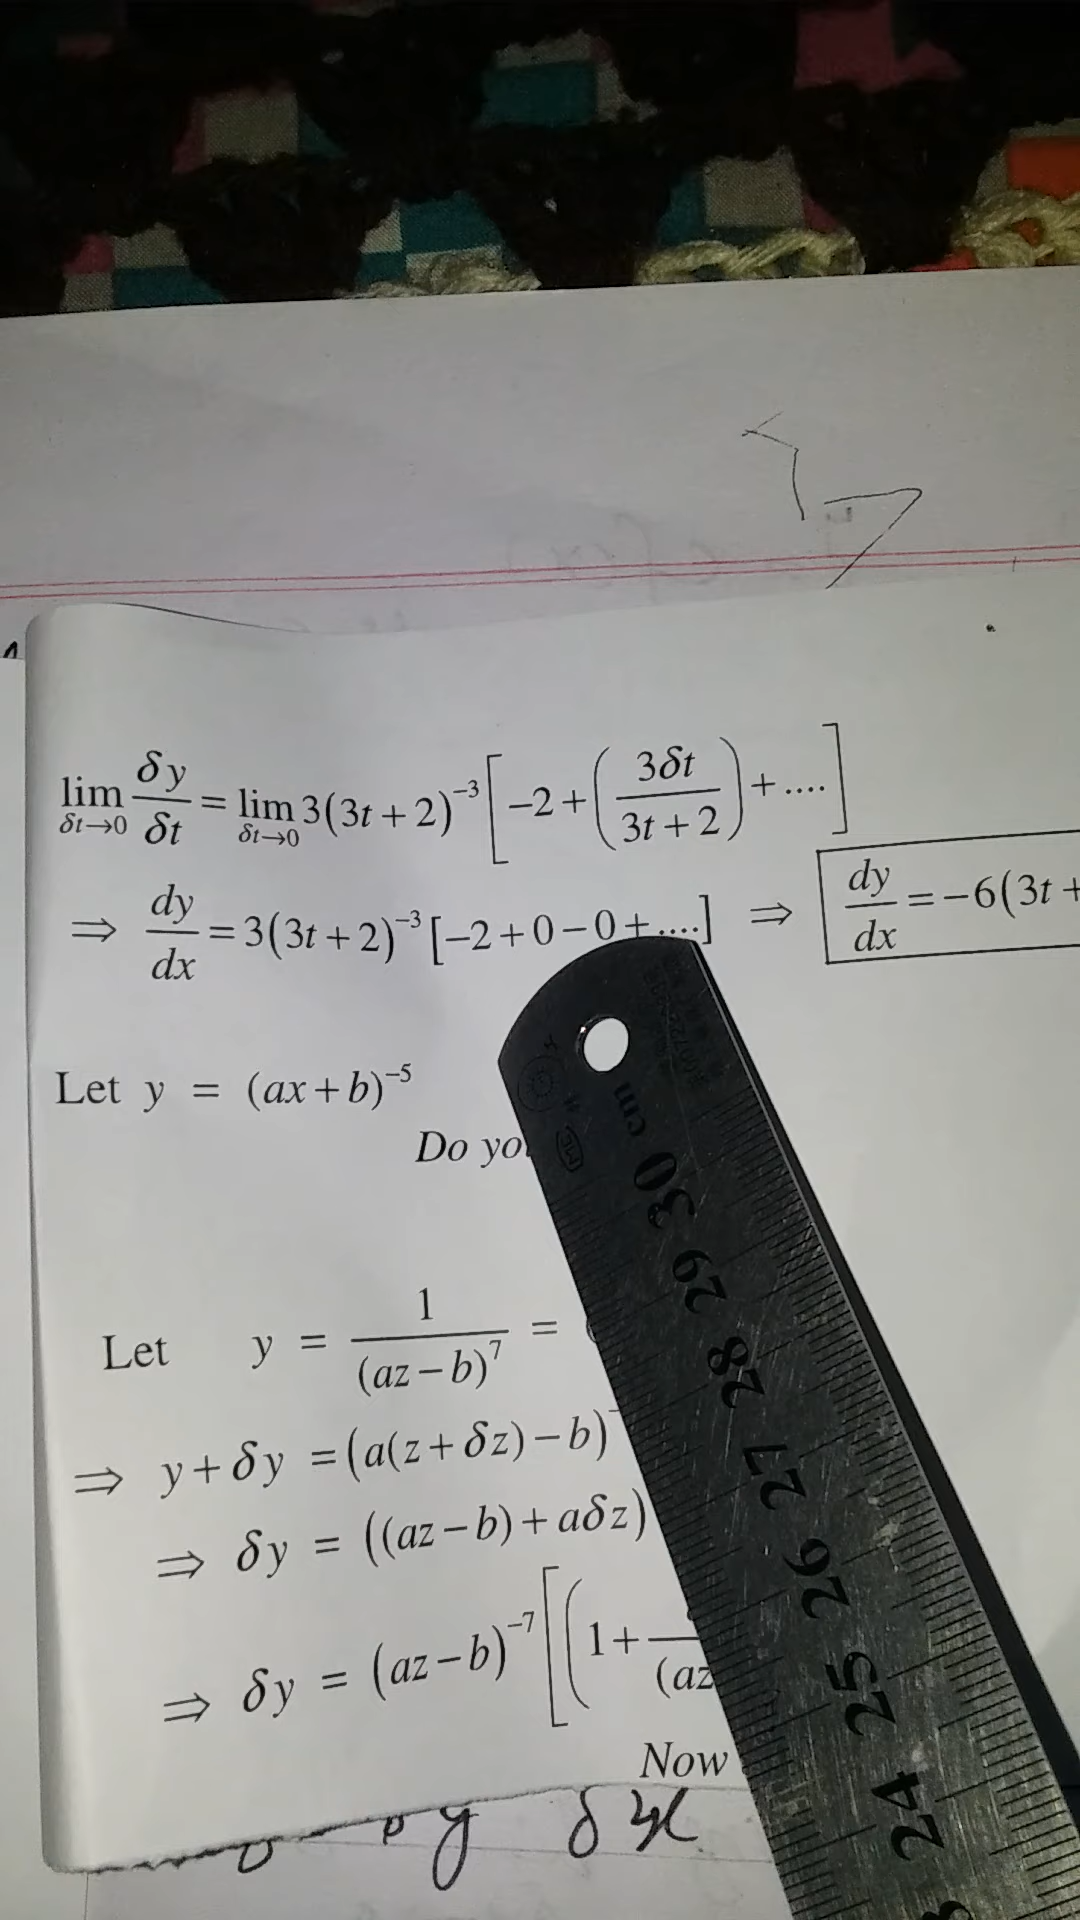 lim δt→0 δy/δt = lim δt→0 3(3t+2)⁻³ [−2+(3δt/(3t+2))+....]
⇒ dy/dx = 3(3t+2)⁻³ [−2+0−0+....] ⇒ dy/dx = −6(3t+
Let y = (ax+b)⁻⁵
Do yo
Let y = 1/(az−b)⁷ =
⇒ y+δy = (a(z+δz)−b)
⇒ δy = ((az−b)+aδz)
⇒ δy = (az−b)⁻⁷ [(1+ (az
Now
30 cm
29
28
27
26
25
24